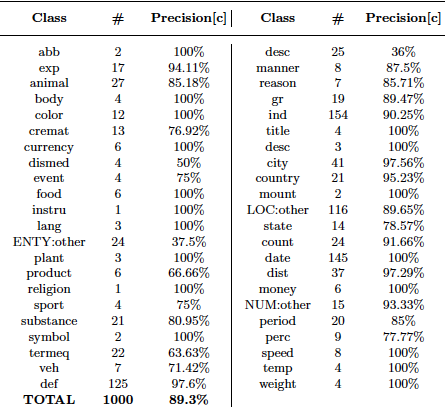 Class # Precision[c] Class # Precision[c]
abb 2 100% desc 25 36%
exp 17 94.11% manner 8 87.5%
animal 27 85.18% reason 7 85.71%
body 4 100% gr 19 89.47%
color 12 100% ind 154 90.25%
cremat 13 76.92% title 4 100%
currency 6 100% desc 3 100%
dismed 4 50% city 41 97.56%
event 4 75% country 21 95.23%
food 6 100% mount 2 100%
instru 1 100% LOC:other 116 89.65%
lang 3 100% state 14 78.57%
ENTY:other 24 37.5% count 24 91.66%
plant 3 100% date 145 100%
product 6 66.66% dist 37 97.29%
religion 1 100% money 6 100%
sport 4 75% NUM:other 15 93.33%
substance 21 80.95% period 20 85%
symbol 2 100% perc 9 77.77%
termeq 22 63.63% speed 8 100%
veh 7 71.42% temp 4 100%
def 125 97.6% weight 4 100%
TOTAL 1000 89.3%